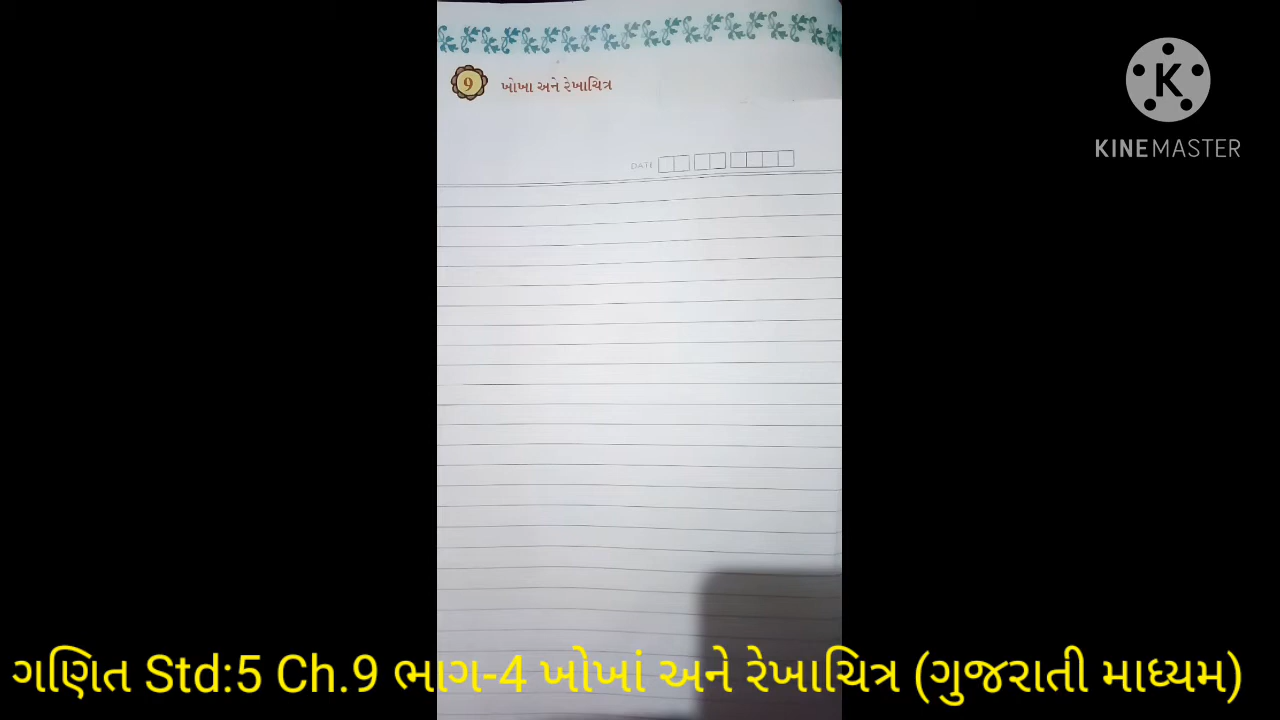 9 ખોખા અને રેખાચિત્ર
DATE
K
KINEMASTER
ગણિત Std:5 Ch.9 ભાગ-4 ખોખાં અને રેખાચિત્ર (ગુજરાતી માધ્યમ)